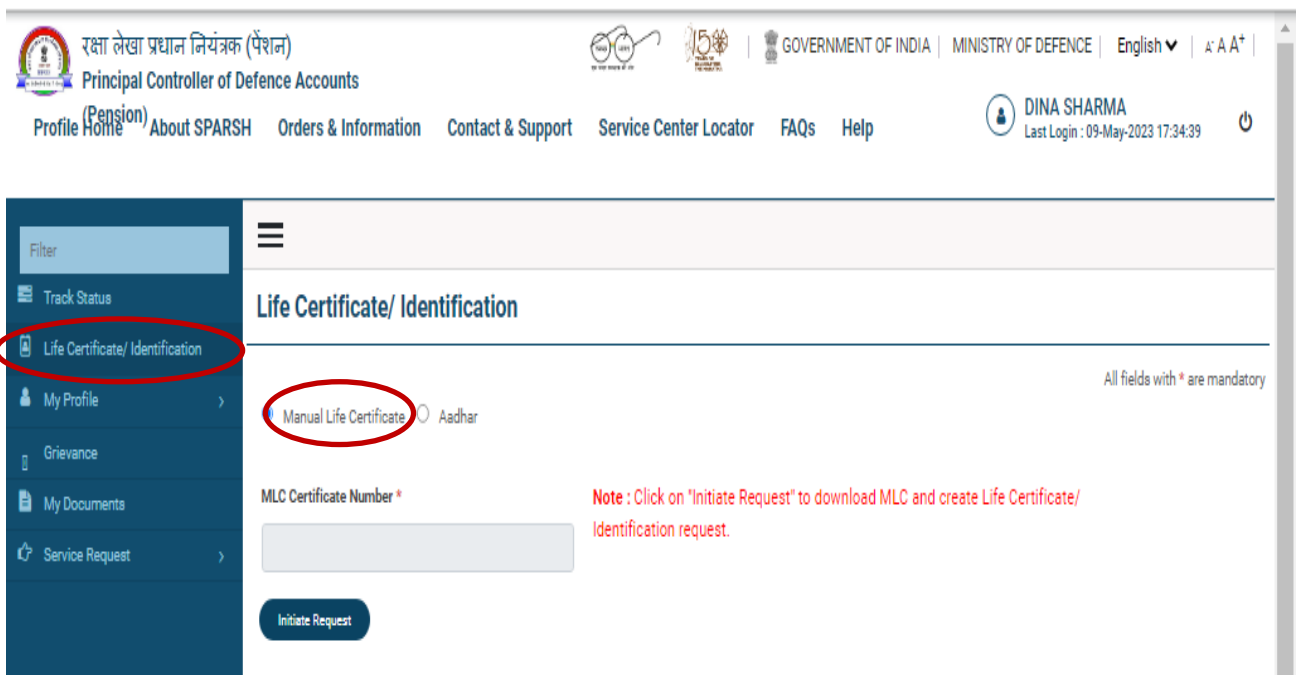 रक्षा लेखा प्रधान नियंत्रक (पेंशन)
Principal Controller of Defence Accounts
(Pension)
GOVERNMENT OF INDIA | MINISTRY OF DEFENCE | English | A- A A+ |
DINA SHARMA
Last Login : 09-May-2023 17:34:39
Profile Home About SPARSH Orders & Information Contact & Support Service Center Locator FAQs Help
Filter
Track Status
Life Certificate/ Identification
My Profile >
Grievance
My Documents
Service Request >
Life Certificate/ Identification
All fields with * are mandatory
Manual Life Certificate Aadhar
MLC Certificate Number *
Note : Click on "Initiate Request" to download MLC and create Life Certificate/
Identification request.
Initiate Request